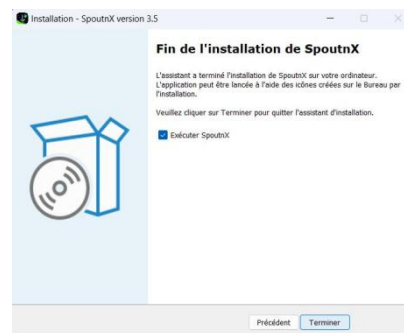 Installation - SpoutnX version 3.5
Fin de l'installation de SpoutnX
L'assistant a terminé l'installation de SpoutnX sur votre ordinateur.
L'application peut être lancée à l'aide des icônes créées sur le Bureau par
l'installation.
Veuillez cliquer sur Terminer pour quitter l'assistant d'installation.
Exécuter SpoutnX
Précédent Terminer